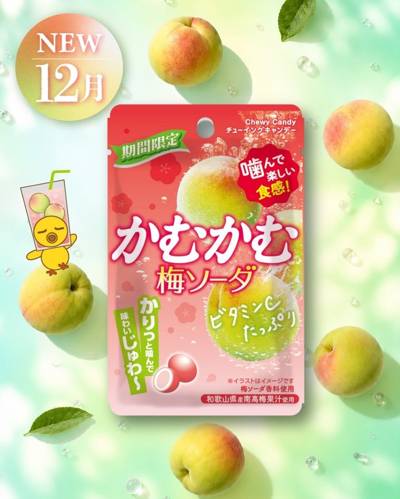 NEW
12月
Chewy Candy
チューイングキャンデー
期間限定
噛んで
楽しい
食感!
かむかむ
梅ソーダ
ビタミンC
たっぷり
かりっと噛んで
味わいじゅわ〜
※イラストはイメージです
梅ソーダ香料使用
和歌山県産南高梅果汁使用